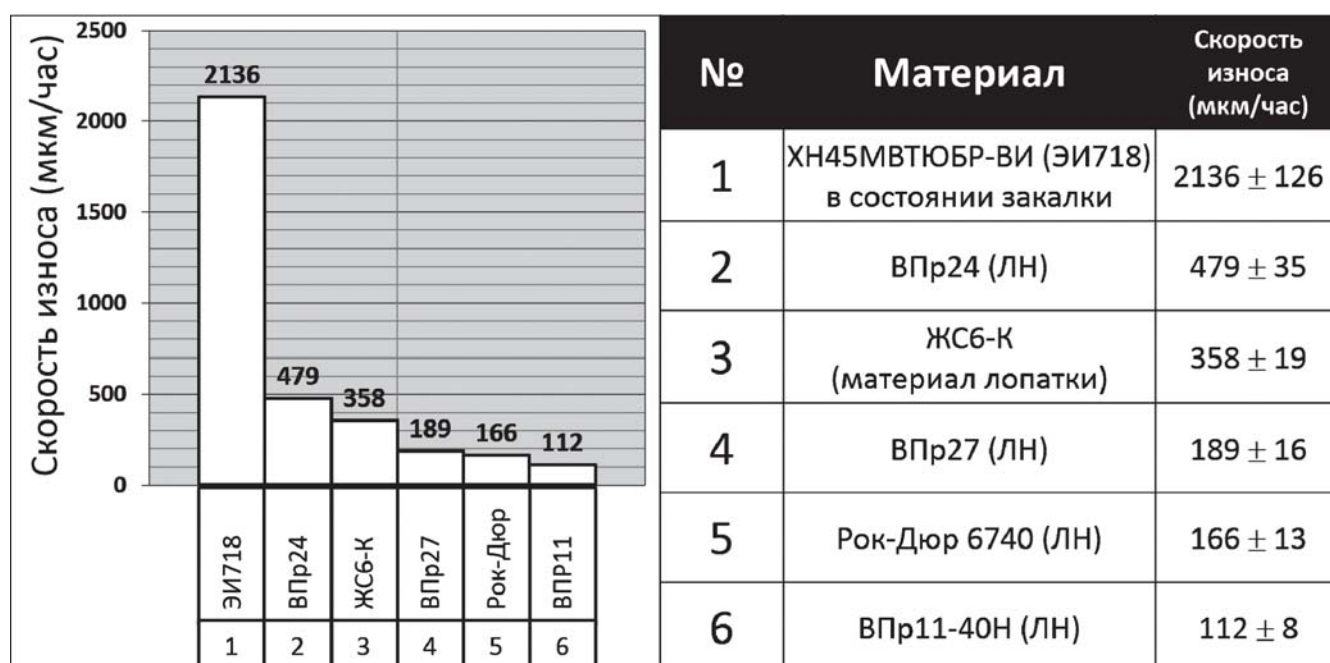 Скорость износа (мкм/час)
2500
2000
1500
1000
500
0
2136
479
358
189
166
112
ЭИ718
ВПр24
ЖС6-К
ВПр27
Рок-Дюр
ВПР11
1
2
3
4
5
6
№
Материал
Скорость
износа
(мкм/час)
1
ХН45МВТЮБР-ВИ (ЭИ718)
в состоянии закалки
2136 ± 126
2
ВПр24 (ЛН)
479 ± 35
3
ЖС6-К
(материал лопатки)
358 ± 19
4
ВПр27 (ЛН)
189 ± 16
5
Рок-Дюр 6740 (ЛН)
166 ± 13
6
ВПр11-40Н (ЛН)
112 ± 8